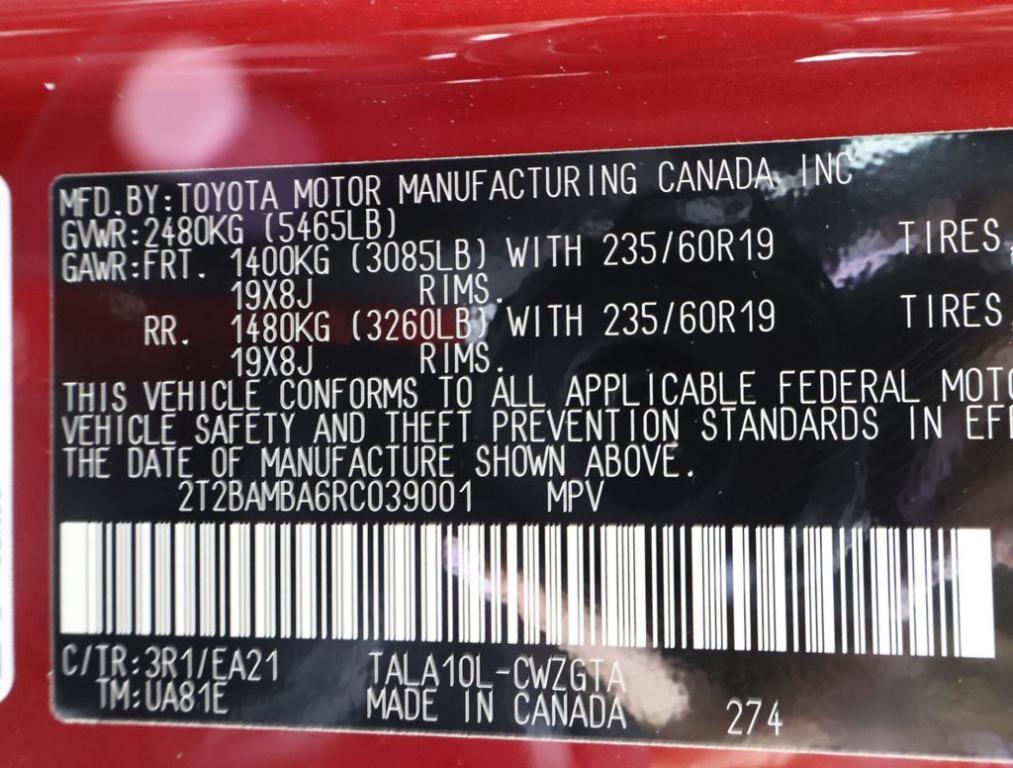 MFD.BY:TOYOTA MOTOR MANUFACTURING CANADA, INC
GVWR:2480KG (5465LB)
GAWR:FRT. 1400KG (3085LB) WITH 235/60R19 TIRES,
19X8J RIMS.
RR. 1480KG (3260LB) WITH 235/60R19 TIRES,
19X8J RIMS.
THIS VEHICLE CONFORMS TO ALL APPLICABLE FEDERAL MOTO
VEHICLE SAFETY AND THEFT PREVENTION STANDARDS IN EFF
THE DATE OF MANUFACTURE SHOWN ABOVE.
2T2BAMBA6RC039001 MPV
C/TR:3R1/EA21 TALA10L-CWZGTA
TM:UA81E MADE IN CANADA 274